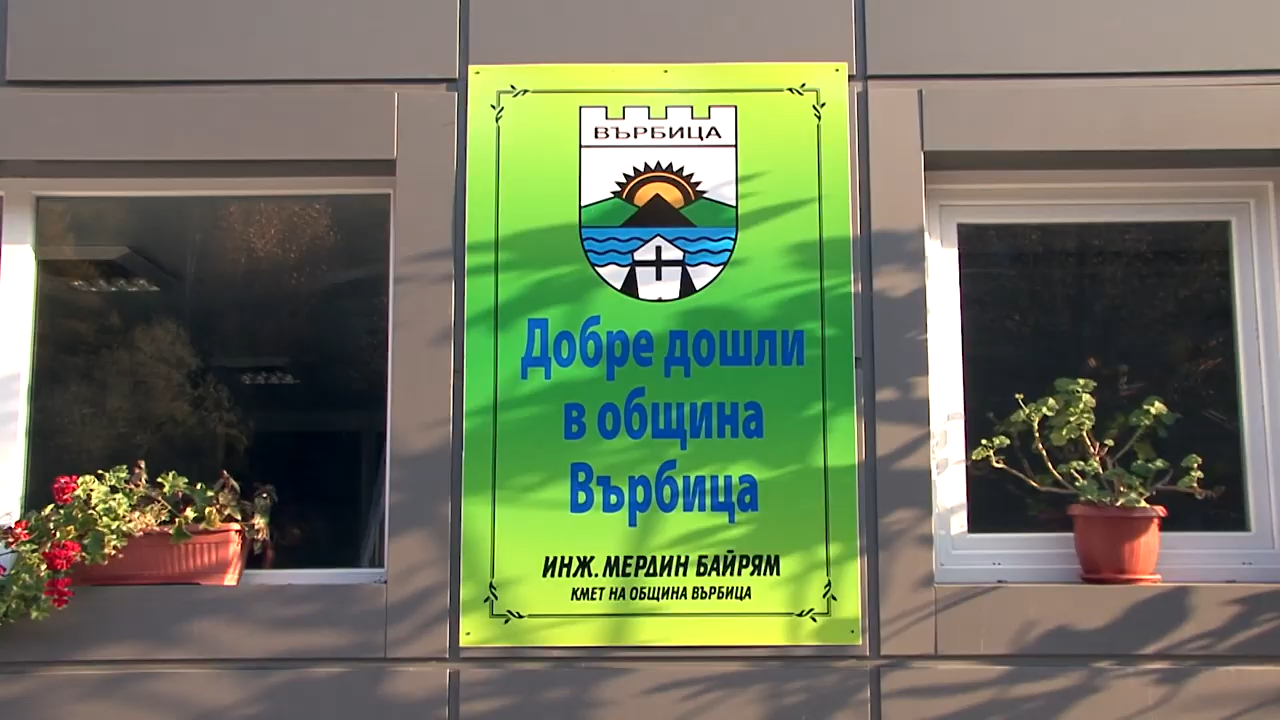 ВЪРБИЦА
Добре дошли
в община
Върбица
ИНЖ. МЕРДИН БАЙРЯМ
КМЕТ НА ОБЩИНА ВЪРБИЦА